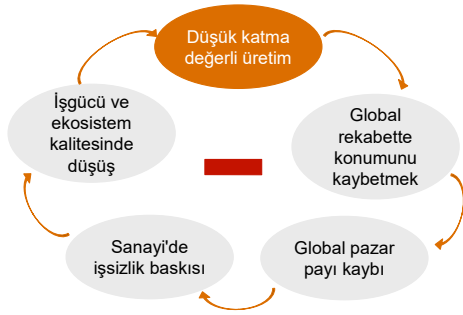 Düşük katma
değerli üretim
Global
rekabette
konumunu
kaybetmek
Global pazar
payı kaybı
Sanayi'de
işsizlik baskısı
İşgücü ve
ekosistem
kalitesinde
düşüş